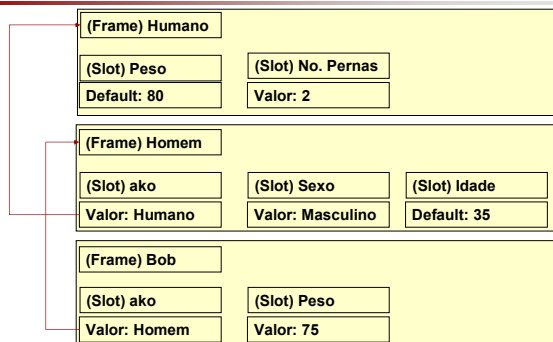 (Frame) Humano
(Slot) Peso (Slot) No. Pernas
Default: 80 Valor: 2
(Frame) Homem
(Slot) ako (Slot) Sexo (Slot) Idade
Valor: Humano Valor: Masculino Default: 35
(Frame) Bob
(Slot) ako (Slot) Peso
Valor: Homem Valor: 75